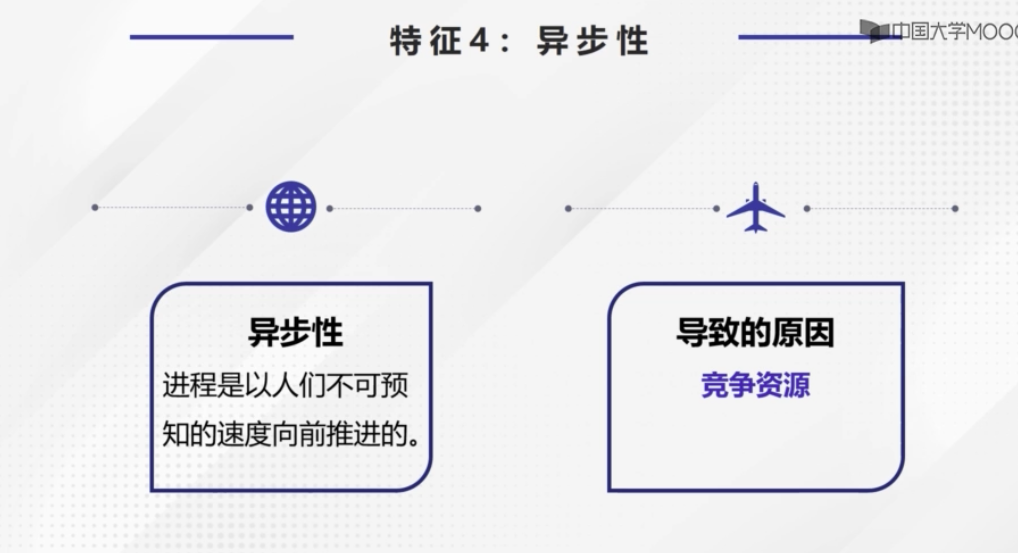 特征4：异步性
中国大学MOOC
异步性
进程是以人们不可预
知的速度向前推进的。
导致的原因
竞争资源